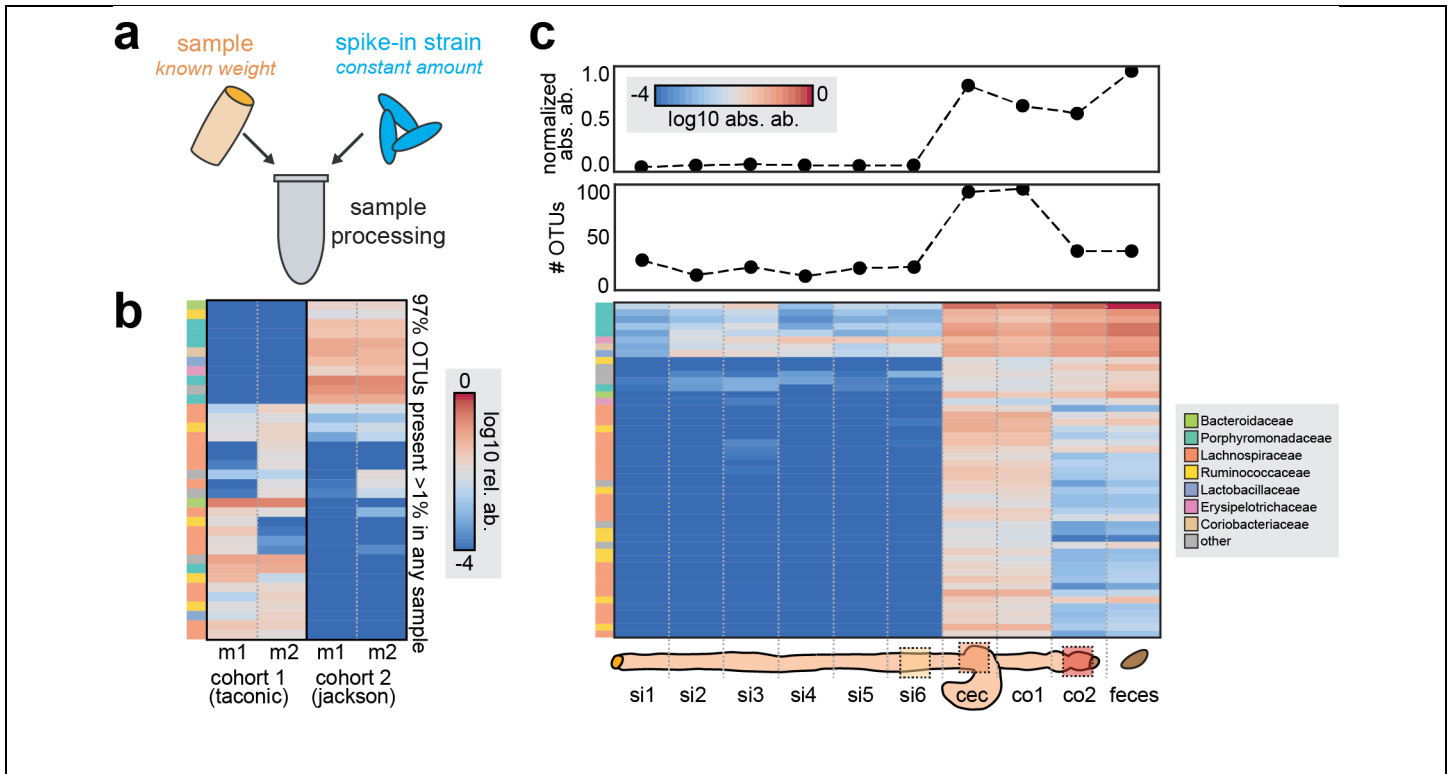 a
sample
known weight
spike-in strain
constant amount
sample
processing
b
97% OTUs present >1% in any sample
0
log10 rel. ab.
-4
m1 m2 m1 m2
cohort 1
(taconic)
cohort 2
(jackson)
c
normalized
abs. ab.
1.0
0.5
0.0
-4 0
log10 abs. ab.
# OTUs
100
50
0
si1 si2 si3 si4 si5 si6 cec co1 co2 feces
Bacteroidaceae
Porphyromonadaceae
Lachnospiraceae
Ruminococcaceae
Lactobacillaceae
Erysipelotrichaceae
Coriobacteriaceae
other